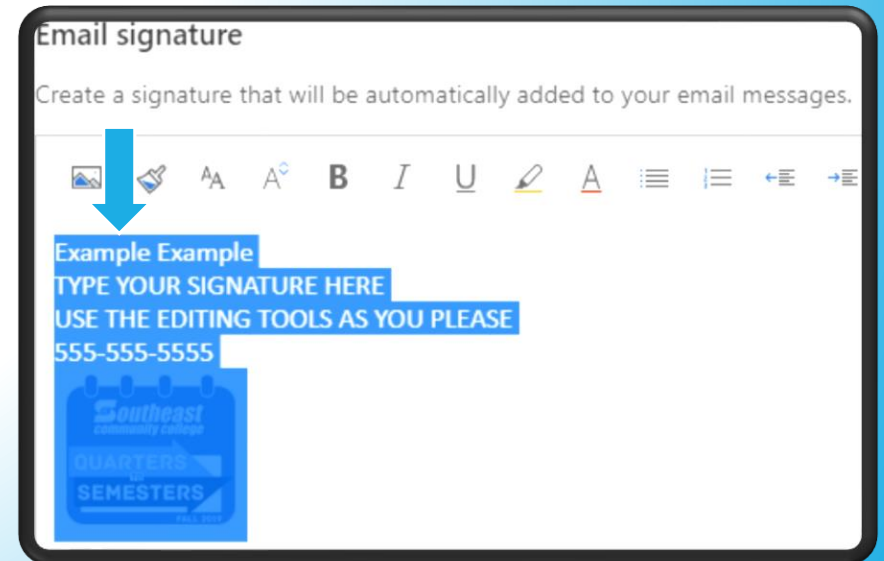 Email signature
Create a signature that will be automatically added to your email messages.
Example Example
TYPE YOUR SIGNATURE HERE
USE THE EDITING TOOLS AS YOU PLEASE
555-555-5555
Southeast
community college
QUARTERS
SEMESTERS